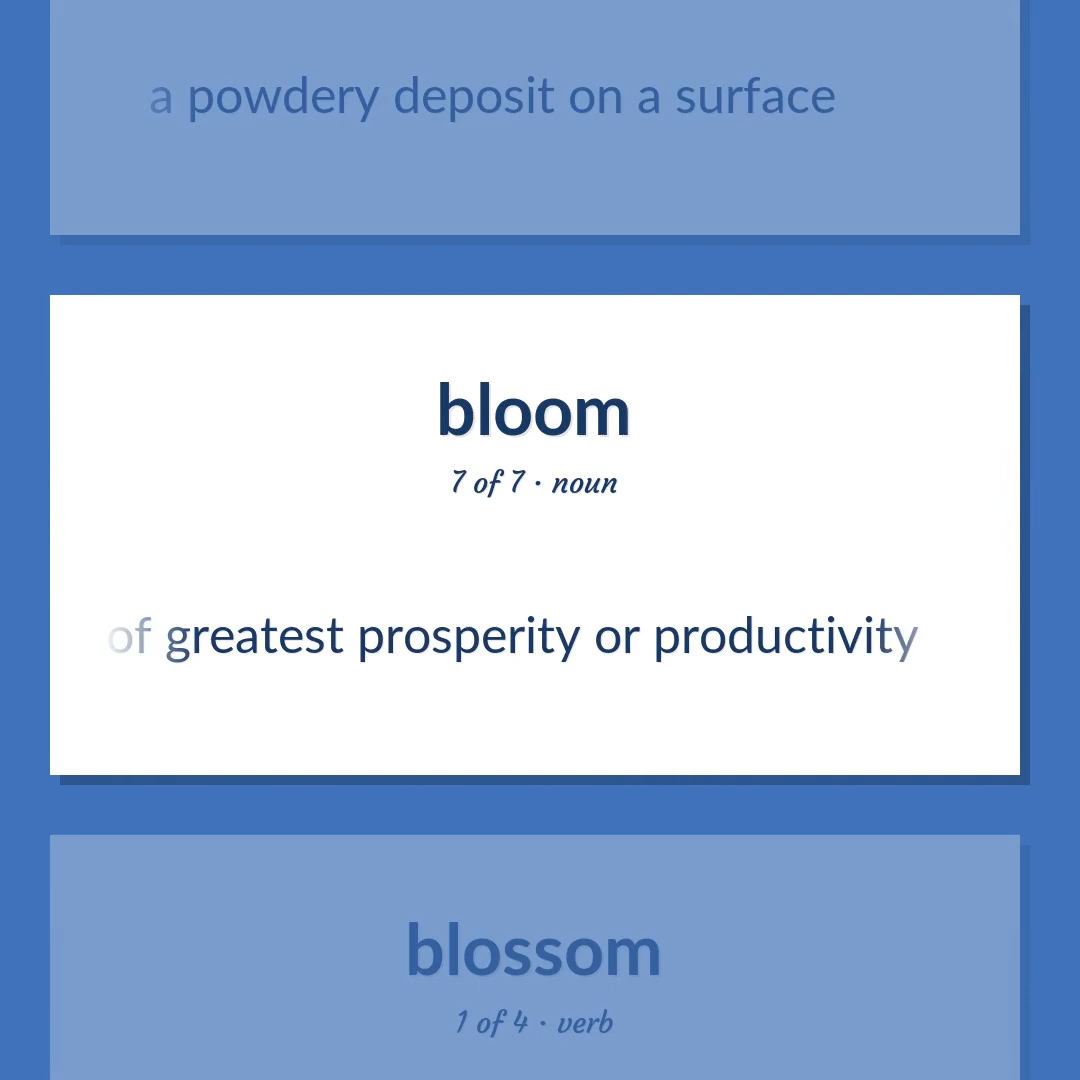 a powdery deposit on a surface
bloom
7 of 7 · noun
of greatest prosperity or productivity
blossom
1 of 4 · verb